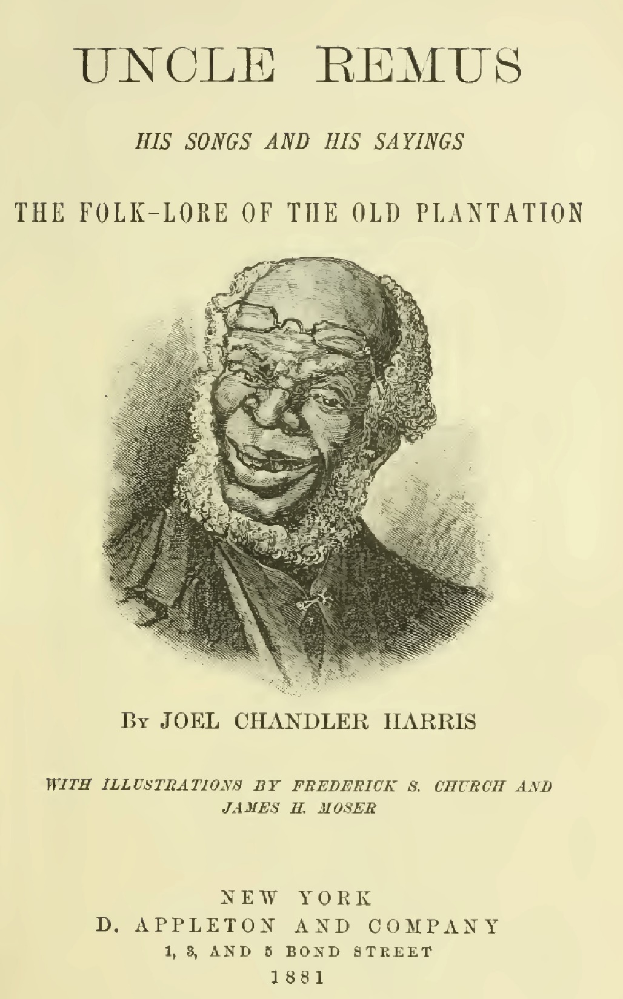 UNCLE REMUS
HIS SONGS AND HIS SAYINGS
THE FOLK-LORE OF THE OLD PLANTATION
BY JOEL CHANDLER HARRIS
WITH ILLUSTRATIONS BY FREDERICK S. CHURCH AND
JAMES H. MOSER
NEW YORK
D. APPLETON AND COMPANY
1, 3, AND 5 BOND STREET
1881